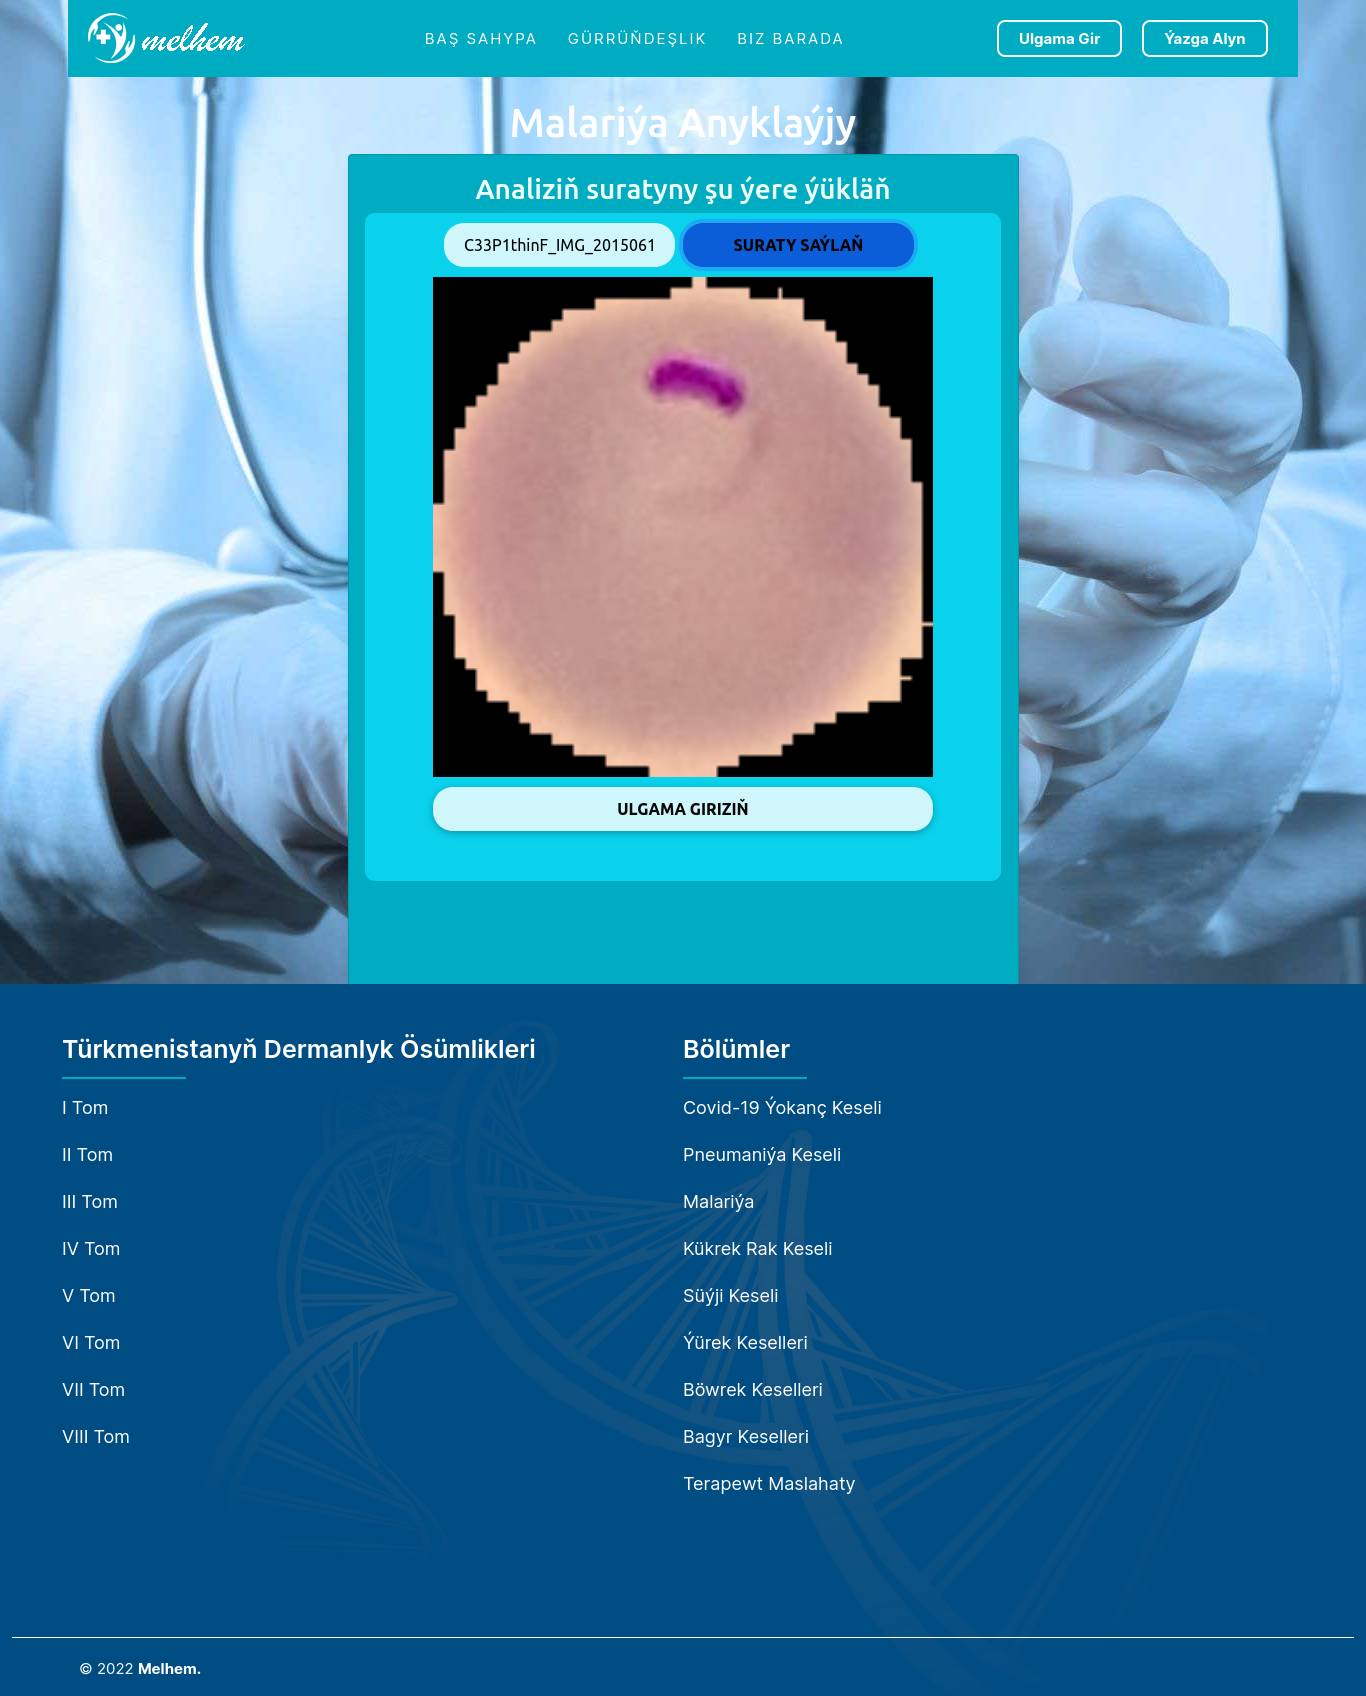 melhem
BAŞ SAHYPA
GÜRRÜŇDEŞLIK
BIZ BARADA
Ulgama Gir
Ýazga Alyn
Malariýa Anyklaýjy
Analiziň suratyny şu ýere ýükläň
C33P1thinF_IMG_2015061
SURATY SAÝLAŇ
ULGAMA GIRIZIŇ
Türkmenistanyň Dermanlyk Ösümlikleri
I Tom
II Tom
III Tom
IV Tom
V Tom
VI Tom
VII Tom
VIII Tom
Bölümler
Covid-19 Ýokanç Keseli
Pneumaniýa Keseli
Malariýa
Kükrek Rak Keseli
Süýji Keseli
Ýürek Keselleri
Böwrek Keselleri
Bagyr Keselleri
Terapewt Maslahaty
© 2022 Melhem.